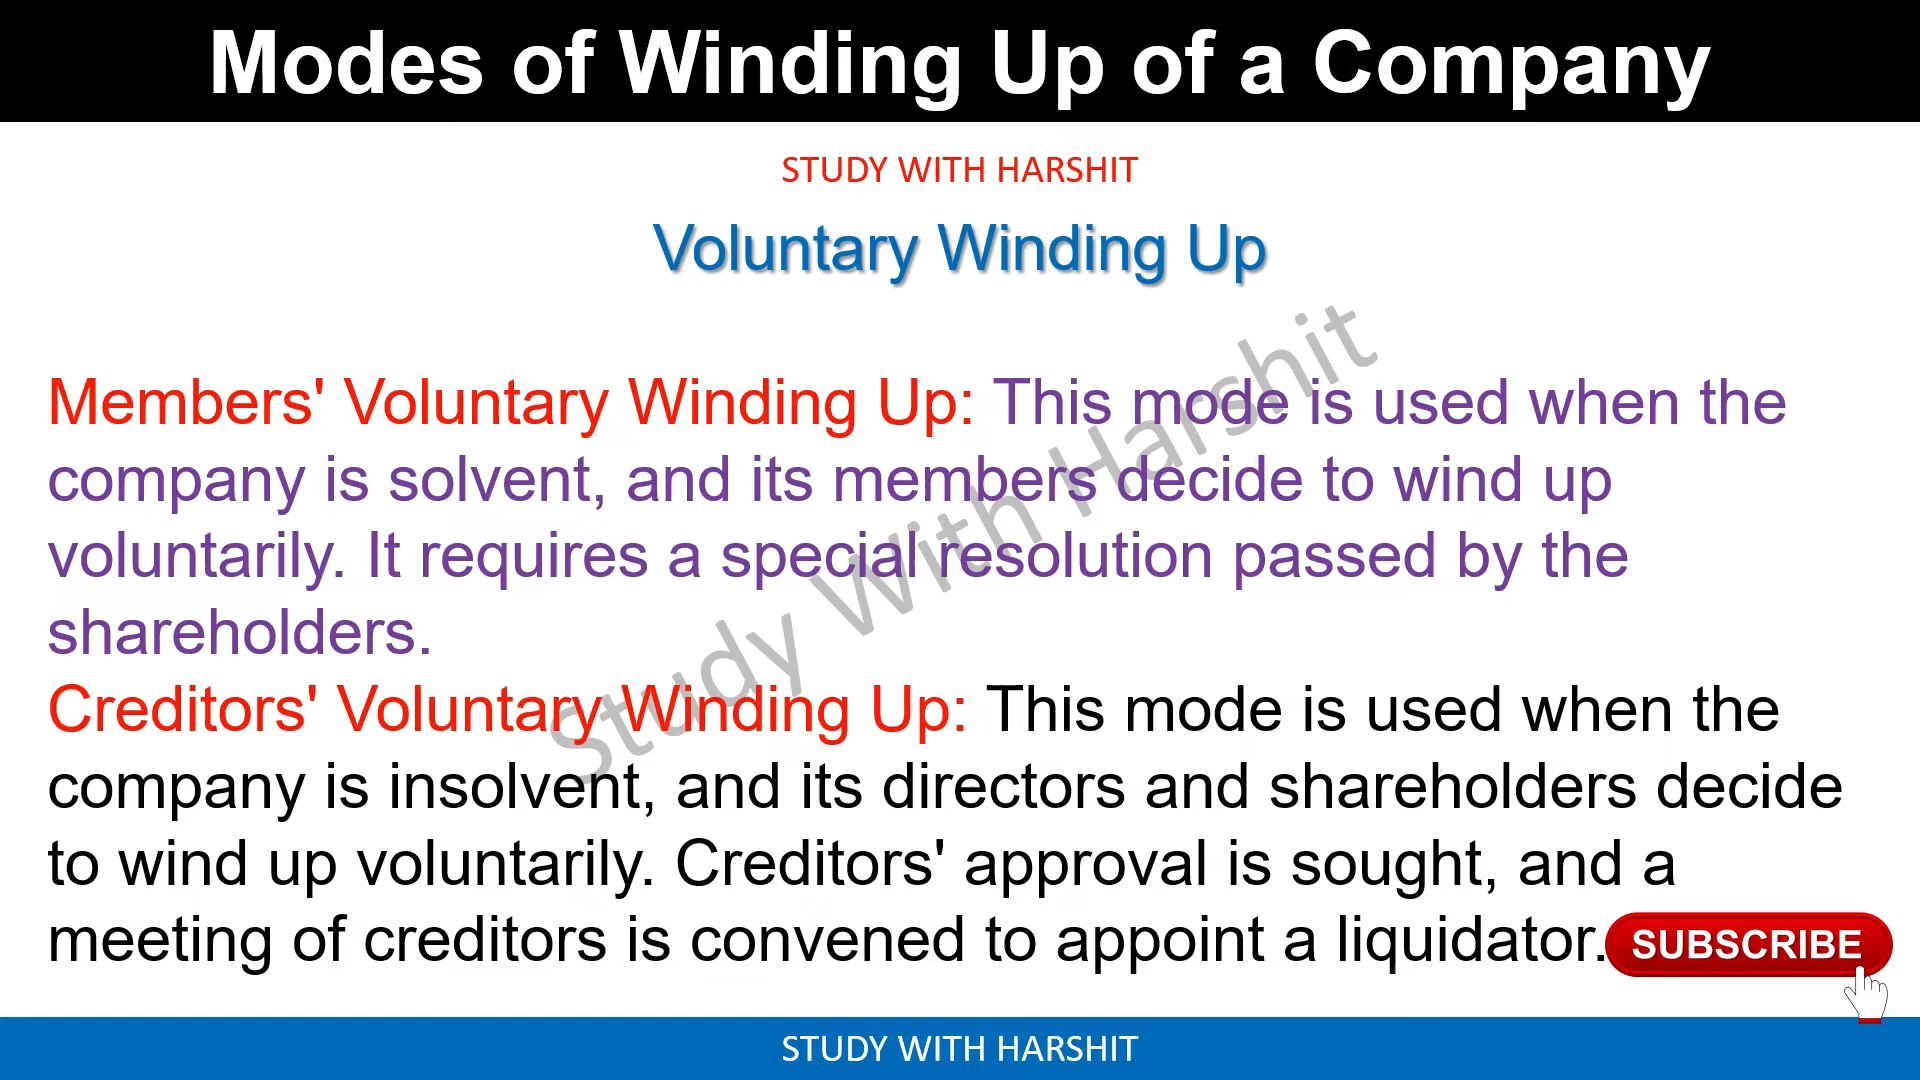 Modes of Winding Up of a Company
STUDY WITH HARSHIT
Voluntary Winding Up
Members' Voluntary Winding Up: This mode is used when the
company is solvent, and its members decide to wind up
voluntarily. It requires a special resolution passed by the
shareholders.
Creditors' Voluntary Winding Up: This mode is used when the
company is insolvent, and its directors and shareholders decide
to wind up voluntarily. Creditors' approval is sought, and a
meeting of creditors is convened to appoint a liquidator.
Study With Harshit
SUBSCRIBE
STUDY WITH HARSHIT